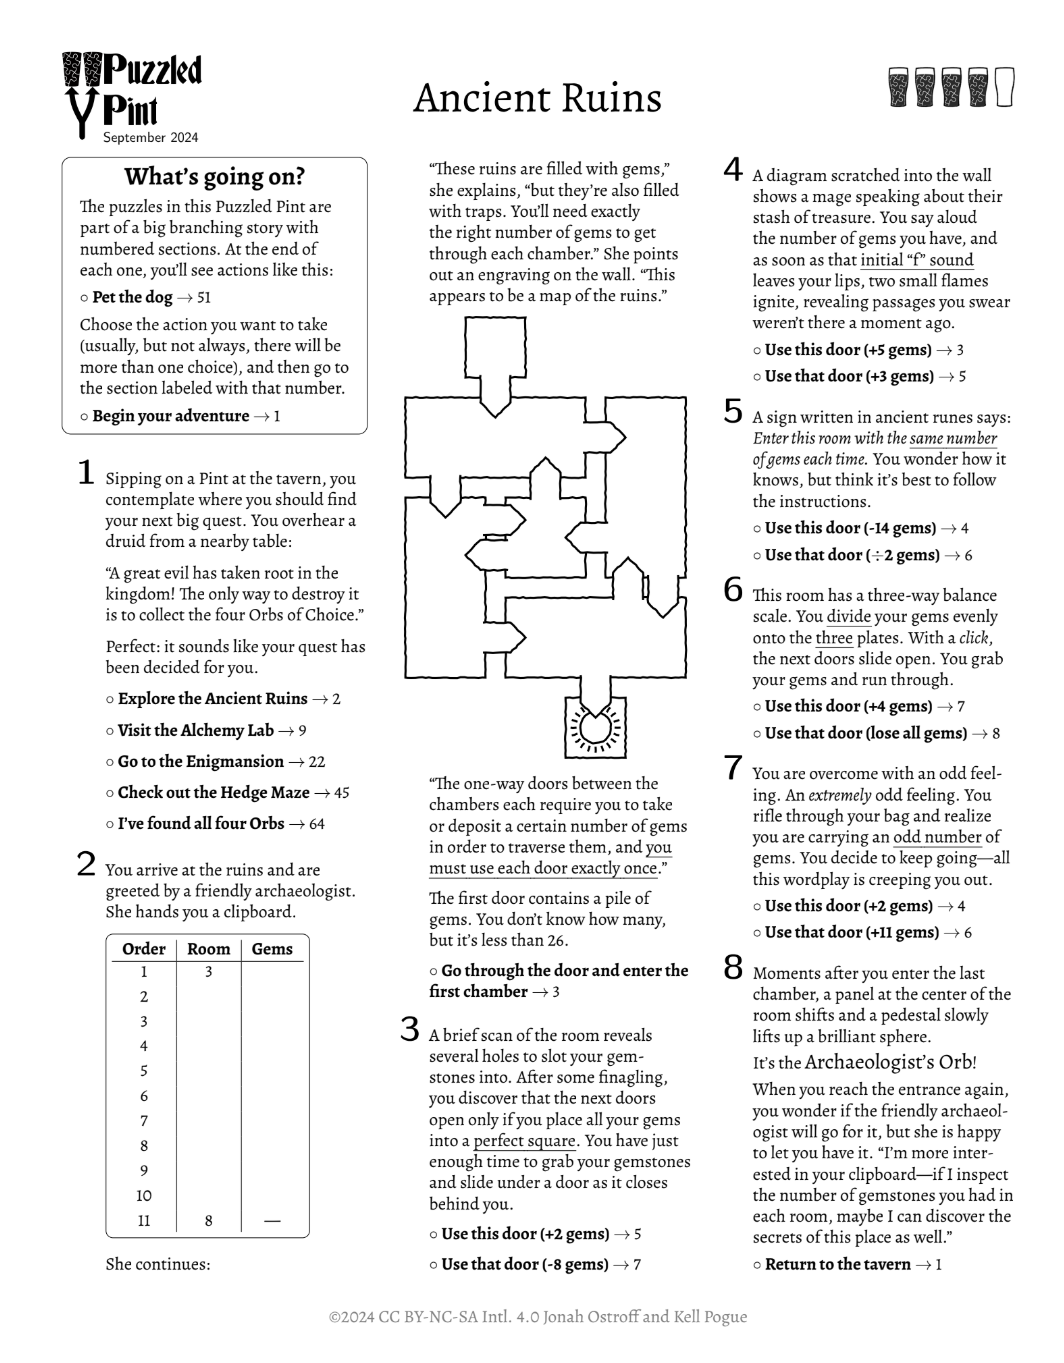 Puzzled
Pint
September 2024
Ancient Ruins
What's going on?
The puzzles in this Puzzled Pint are
part of a big branching story with
numbered sections. At the end of
each one, you'll see actions like this:
○ Pet the dog → 51
Choose the action you want to take
(usually, but not always, there will be
more than one choice), and then go to
the section labeled with that number.
○ Begin your adventure → 1
1
Sipping on a Pint at the tavern, you
contemplate where you should find
your next big quest. You overhear a
druid from a nearby table:
“A great evil has taken root in the
kingdom! The only way to destroy it
is to collect the four Orbs of Choice.”
Perfect: it sounds like your quest has
been decided for you.
○ Explore the Ancient Ruins → 2
○ Visit the Alchemy Lab → 9
○ Go to the Enigmansion → 22
○ Check out the Hedge Maze → 45
○ I've found all four Orbs → 64
2
You arrive at the ruins and are
greeted by a friendly archaeologist.
She hands you a clipboard.
Order Room Gems
1 3
2
3
4
5
6
7
8
9
10
11 8 —
She continues:
“These ruins are filled with gems,”
she explains, “but they're also filled
with traps. You'll need exactly
the right number of gems to get
through each chamber.” She points
out an engraving on the wall. “This
appears to be a map of the ruins.”
“The one-way doors between the
chambers each require you to take
or deposit a certain number of gems
in order to traverse them, and you
must use each door exactly once.”
The first door contains a pile of
gems. You don't know how many,
but it's less than 26.
○ Go through the door and enter the
first chamber → 3
3
A brief scan of the room reveals
several holes to slot your gem-
stones into. After some finagling,
you discover that the next doors
open only if you place all your gems
into a perfect square. You have just
enough time to grab your gemstones
and slide under a door as it closes
behind you.
○ Use this door (+2 gems) → 5
○ Use that door (-8 gems) → 7
4
A diagram scratched into the wall
shows a mage speaking about their
stash of treasure. You say aloud
the number of gems you have, and
as soon as that initial “f” sound
leaves your lips, two small flames
ignite, revealing passages you swear
weren't there a moment ago.
○ Use this door (+5 gems) → 3
○ Use that door (+3 gems) → 5
5
A sign written in ancient runes says:
Enter this room with the same number
of gems each time. You wonder how it
knows, but think it's best to follow
the instructions.
○ Use this door (-14 gems) → 4
○ Use that door (÷2 gems) → 6
6
This room has a three-way balance
scale. You divide your gems evenly
onto the three plates. With a click,
the next doors slide open. You grab
your gems and run through.
○ Use this door (+4 gems) → 7
○ Use that door (lose all gems) → 8
7
You are overcome with an odd feel-
ing. An extremely odd feeling. You
rifle through your bag and realize
you are carrying an odd number of
gems. You decide to keep going—all
this wordplay is creeping you out.
○ Use this door (+2 gems) → 4
○ Use that door (+11 gems) → 6
8
Moments after you enter the last
chamber, a panel at the center of the
room shifts and a pedestal slowly
lifts up a brilliant sphere.
It's the Archaeologist's Orb!
When you reach the entrance again,
you wonder if the friendly archaeol-
ogist will go for it, but she is happy
to let you have it. “I'm more inter-
ested in your clipboard—if I inspect
the number of gemstones you had in
each room, maybe I can discover the
secrets of this place as well.”
○ Return to the tavern → 1
©2024 CC BY-NC-SA Intl. 4.0 Jonah Ostroff and Kell Pogue